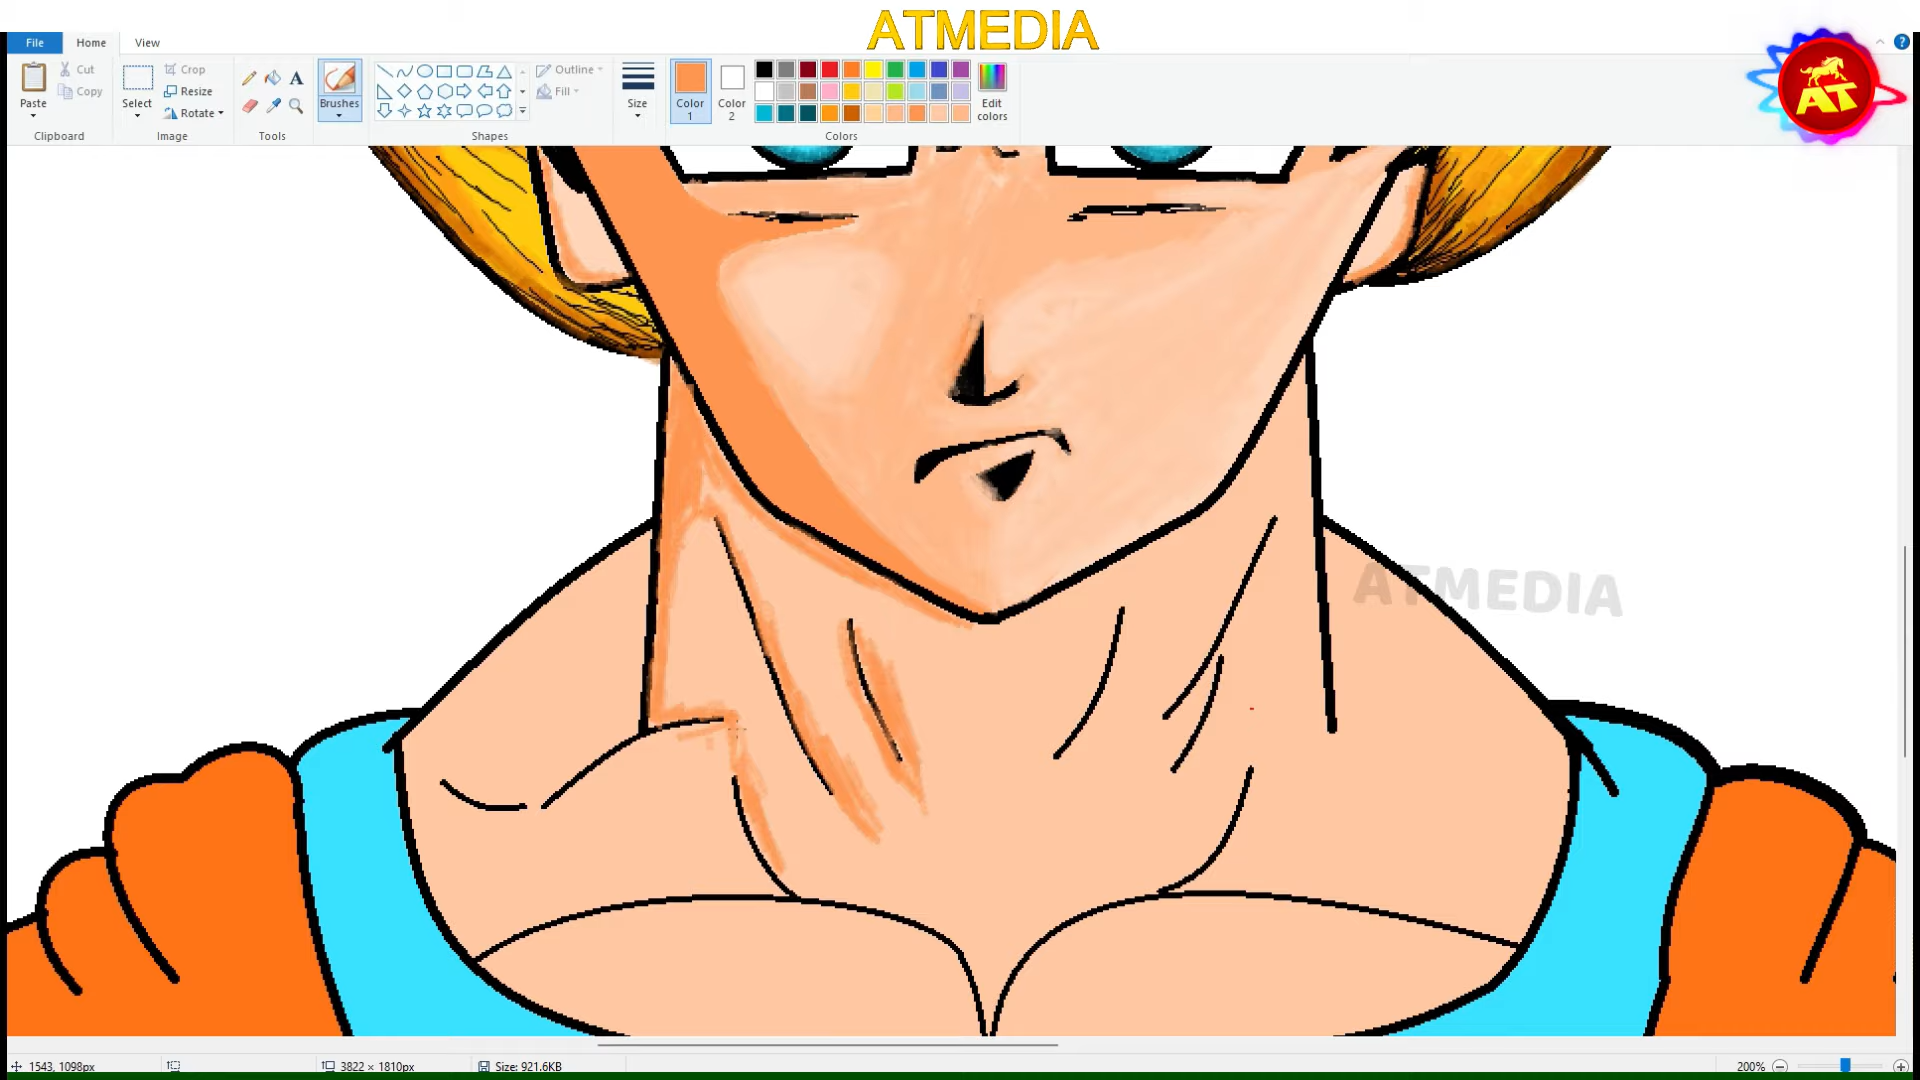 ATMEDIA
File Home View
Paste Cut Copy Clipboard
Select Crop Resize Rotate Image
A Tools
Brushes
Shapes Outline Fill
Size
Color 1
Color 2
Edit colors
Colors
?
AT
ATMEDIA
1543, 1098px 3822 × 1810px Size: 921.6KB 200%